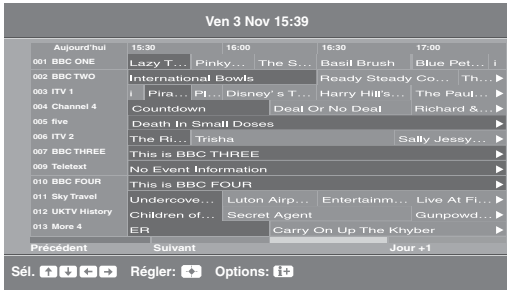 Ven 3 Nov 15:39
Aujourd'hui 15:30 16:00 16:30 17:00
001 BBC ONE Lazy T... Pinky... The S... Basil Brush Blue Pet... i
002 BBC TWO International Bowls Ready Steady Co... Th...
003 ITV 1 i Pira... Pl... Disney's T... Harry Hill's... The Paul...
004 Channel 4 Countdown Deal Or No Deal Richard &...
005 five Death In Small Doses
006 ITV 2 The Ri... Trisha Sally Jessy...
007 BBC THREE This is BBC THREE
009 Teletext No Event Information
010 BBC FOUR This is BBC FOUR
011 Sky Travel Undercove... Luton Airp... Entertainm... Live At Fi...
012 UKTV History Children of... Secret Agent Gunpowd...
013 More 4 ER Carry On Up The Khyber
Précédent Suivant Jour +1
Sél. Régler: Options: i+